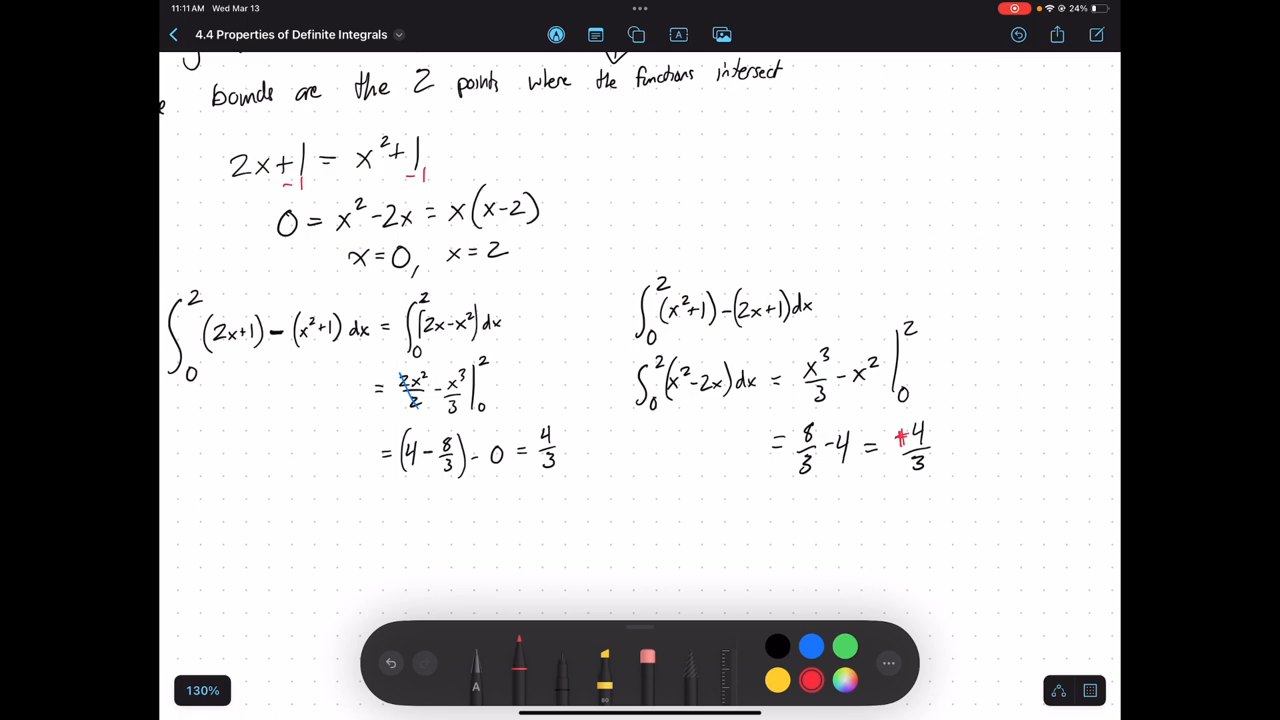 11:11 AM Wed Mar 13
24%
4.4 Properties of Definite Integrals
A
bounds are the 2 points where the functions intersect
2x+1 = x²+1
-1 -1
0 = x² -2x = x(x-2)
x=0, x=2
∫₀² (2x+1) - (x²+1) dx = ∫₀² (2x-x²) dx
= 2x²/2 - x³/3 |₀²
= (4 - 8/3) - 0 = 4/3
∫₀² (x²+1) - (2x+1) dx
∫₀² (x²-2x) dx = x³/3 - x² |₀²
= 8/3 - 4 = 4/3
A
80
130%